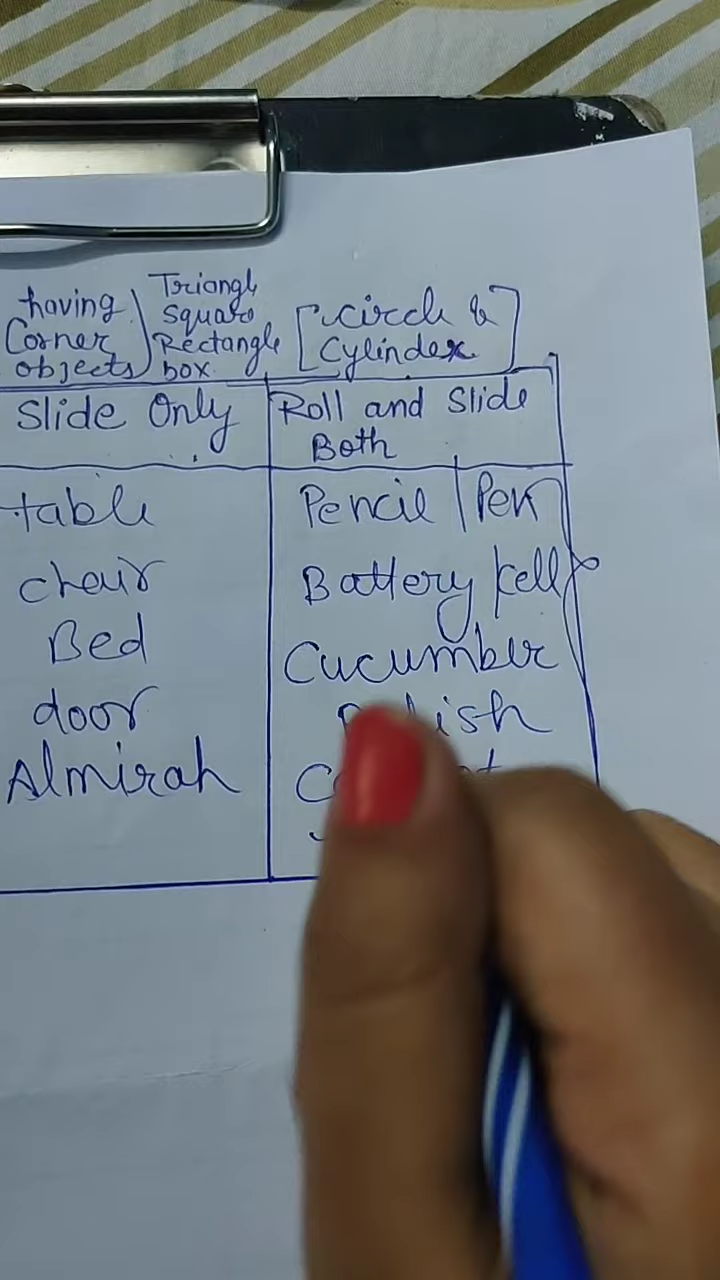 having Corner objects
Triangle Square Rectangle box
[Circle & Cylinder]
Slide Only
Roll and Slide Both
table
Pencil | Pen
chair
Battery | cell
Bed
Cucumber
door
Almirah